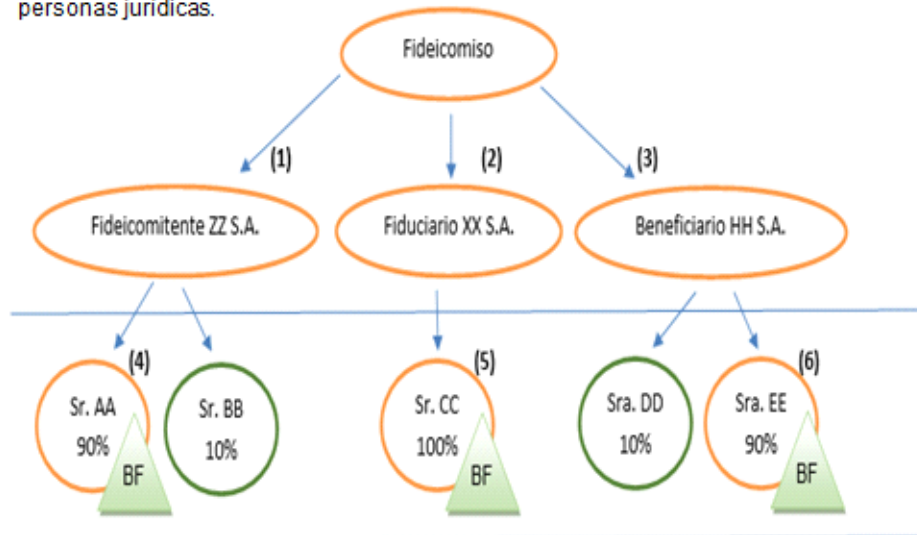 personas jurídicas.
Fideicomiso
(1)
(2)
(3)
Fideicomitente ZZ S.A.
Fiduciario XX S.A.
Beneficiario HH S.A.
(4)
(5)
(6)
Sr. AA
90%
BF
Sr. BB
10%
Sr. CC
100%
BF
Sra. DD
10%
Sra. EE
90%
BF